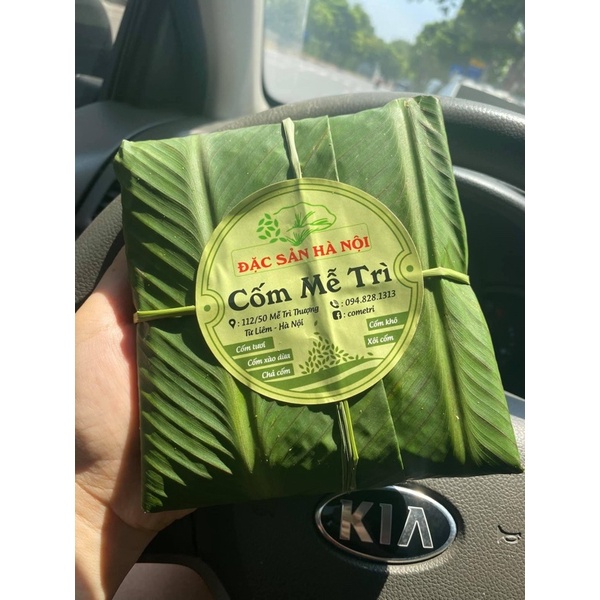 ĐẶC SẢN HÀ NỘI
Cốm Mễ Trì
: 112/50 Mễ Trì Thượng
Từ Liêm - Hà Nội
: 094.828.1313
: cometri
Cốm tươi
Cốm xào dừa
Chả cốm
Cốm khô
Xôi cốm
KIA